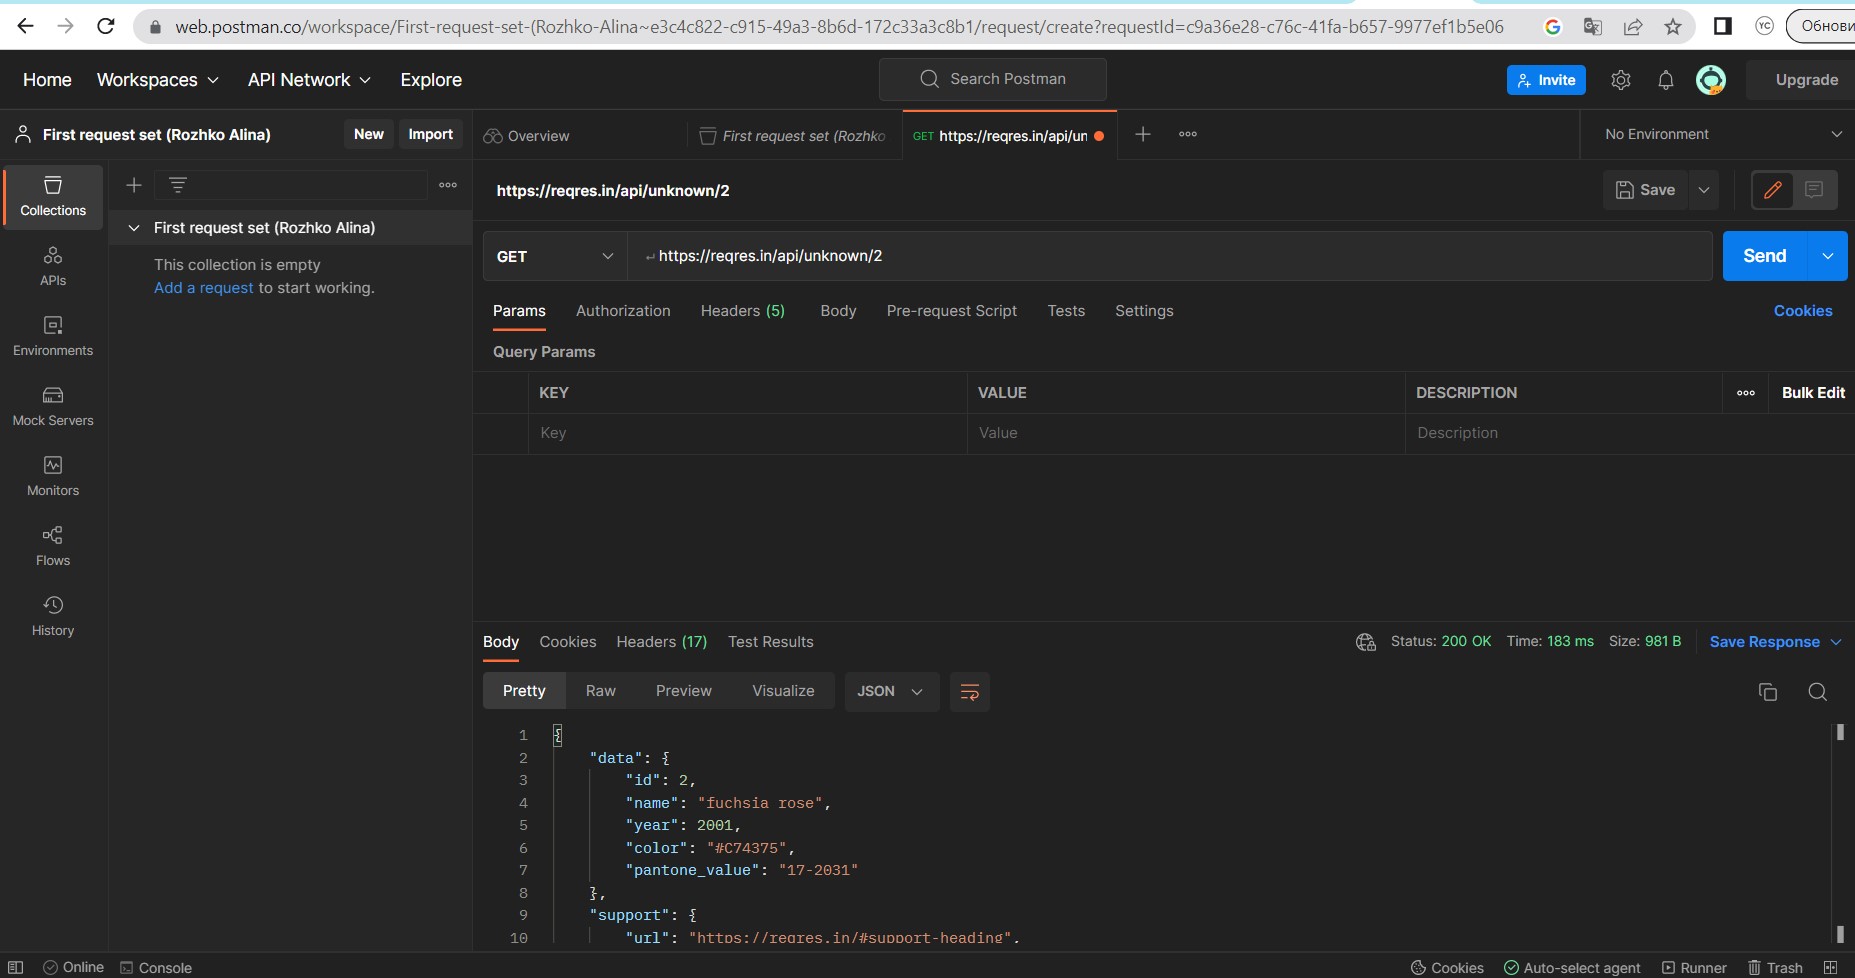 web.postman.co/workspace/First-request-set-(Rozhko-Alina~e3c4c822-c915-49a3-8b6d-172c33a3c8b1/request/create?requestId=c9a36e28-c76c-41fa-b657-9977ef1b5e06 YC Обнови
Home Workspaces API Network Explore Search Postman Invite Upgrade
First request set (Rozhko Alina) New Import Overview First request set (Rozhko GET https://reqres.in/api/un No Environment
Collections
https://reqres.in/api/unknown/2 Save
First request set (Rozhko Alina)
This collection is empty
Add a request to start working.
APIs
Environments
Mock Servers
Monitors
Flows
History
GET https://reqres.in/api/unknown/2 Send
Params Authorization Headers (5) Body Pre-request Script Tests Settings Cookies
Query Params
KEY VALUE DESCRIPTION Bulk Edit
Key Value Description
Body Cookies Headers (17) Test Results Status: 200 OK Time: 183 ms Size: 981 B Save Response
Pretty Raw Preview Visualize JSON
1 {
2 "data": {
3 "id": 2,
4 "name": "fuchsia rose",
5 "year": 2001,
6 "color": "#C74375",
7 "pantone_value": "17-2031"
8 },
9 "support": {
10 "url": "https://reqres.in/#support-heading",
Online Console Cookies Auto-select agent Runner Trash